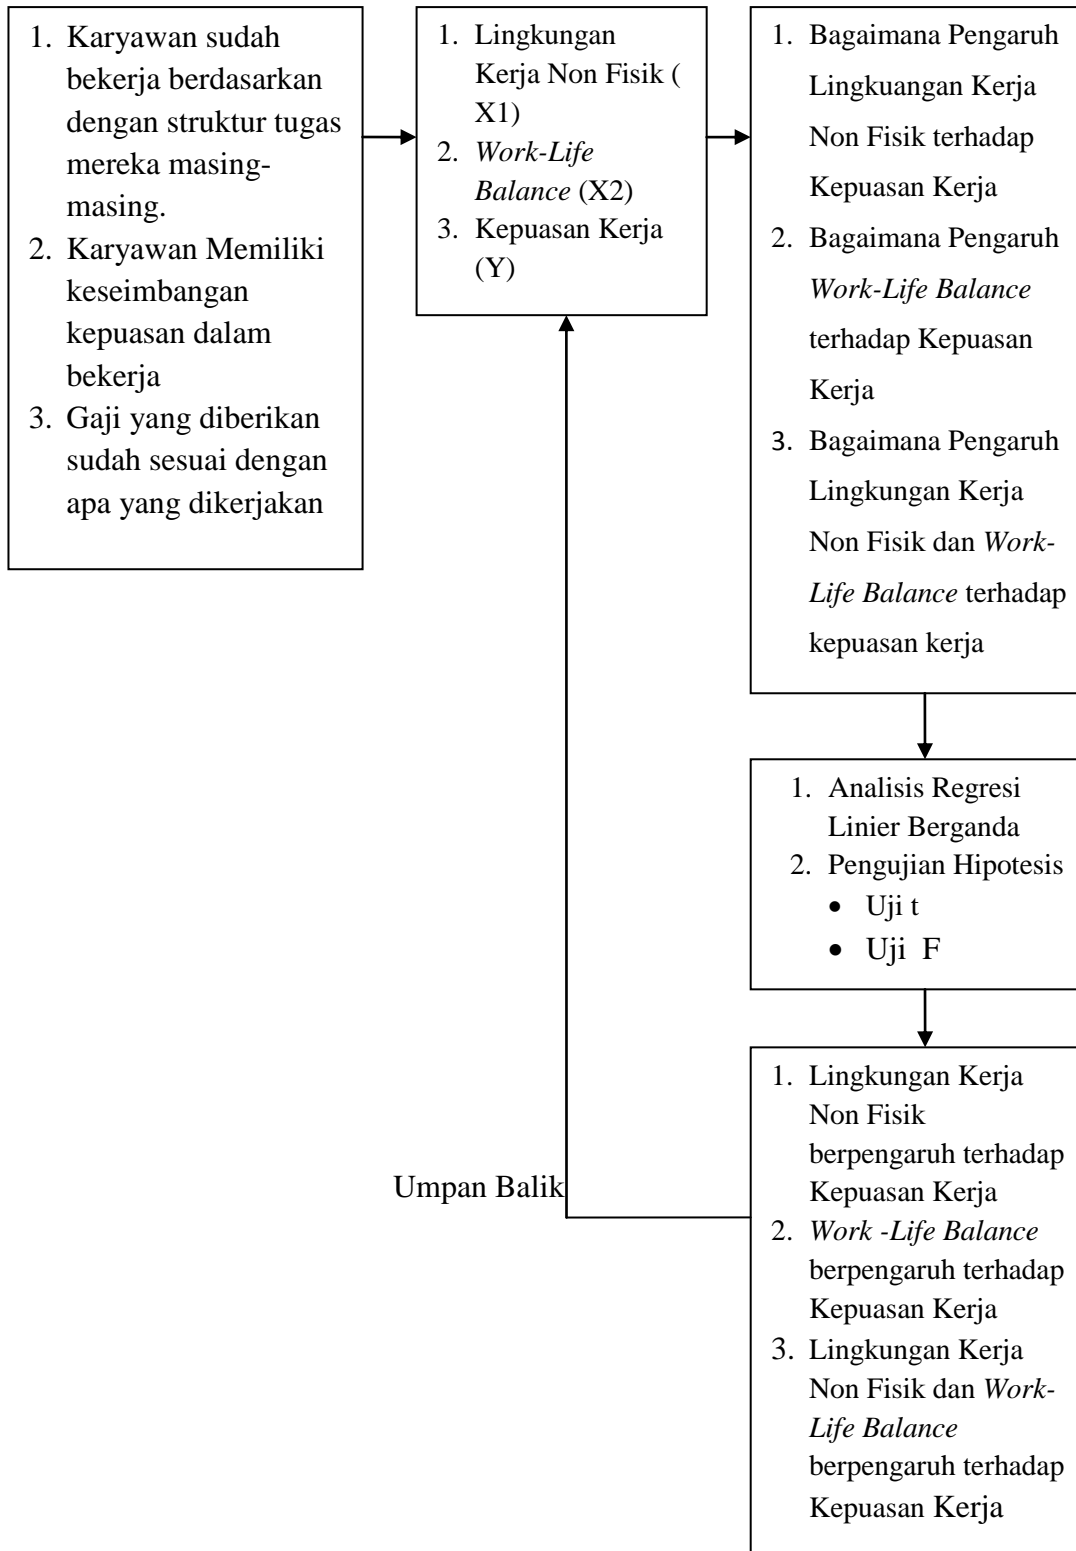 1. Karyawan sudah
bekerja berdasarkan
dengan struktur tugas
mereka masing-
masing.
2. Karyawan Memiliki
keseimbangan
kepuasan dalam
bekerja
3. Gaji yang diberikan
sudah sesuai dengan
apa yang dikerjakan
1. Lingkungan
Kerja Non Fisik (
X1)
2. Work-Life
Balance (X2)
3. Kepuasan Kerja
(Y)
1. Bagaimana Pengaruh
Lingkuangan Kerja
Non Fisik terhadap
Kepuasan Kerja
2. Bagaimana Pengaruh
Work-Life Balance
terhadap Kepuasan
Kerja
3. Bagaimana Pengaruh
Lingkungan Kerja
Non Fisik dan Work-
Life Balance terhadap
kepuasan kerja
1. Analisis Regresi
Linier Berganda
2. Pengujian Hipotesis
• Uji t
• Uji F
1. Lingkungan Kerja
Non Fisik
berpengaruh terhadap
Kepuasan Kerja
2. Work -Life Balance
berpengaruh terhadap
Kepuasan Kerja
3. Lingkungan Kerja
Non Fisik dan Work-
Life Balance
berpengaruh terhadap
Kepuasan Kerja
Umpan Balik